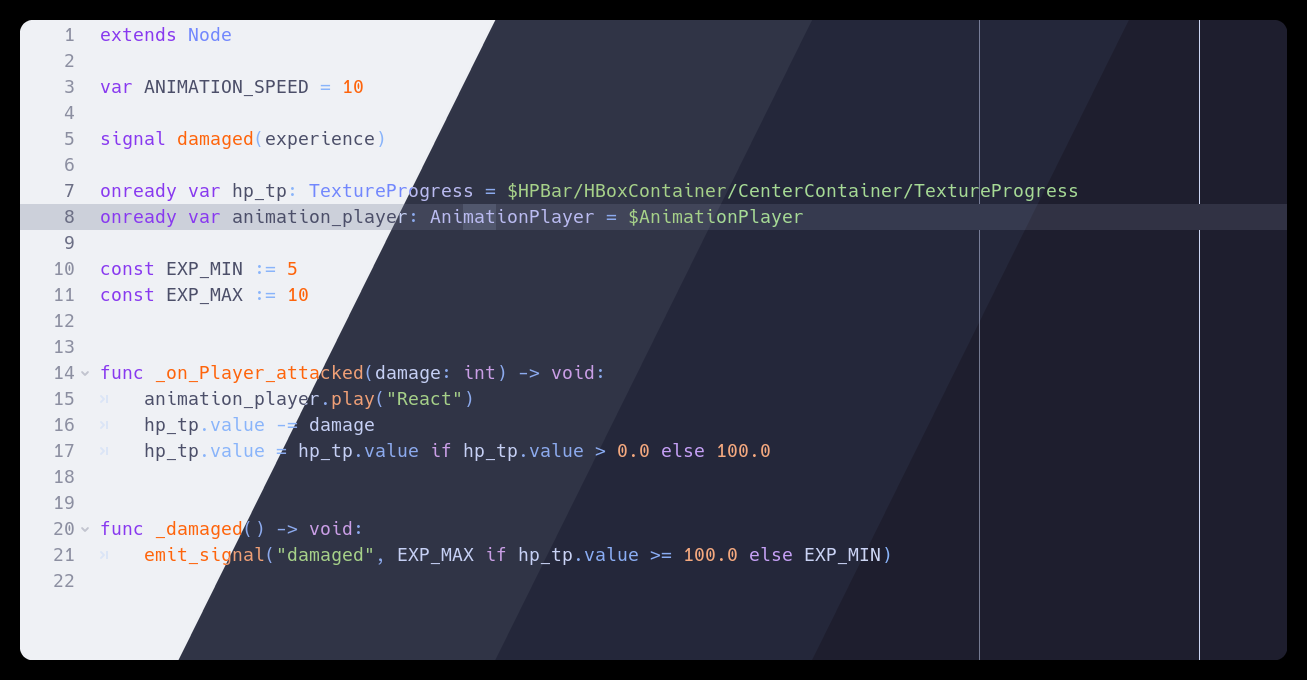 1 extends Node
2
3 var ANIMATION_SPEED = 10
4
5 signal damaged(experience)
6
7 onready var hp_tp: TextureProgress = $HPBar/HBoxContainer/CenterContainer/TextureProgress
8 onready var animation_player: AnimationPlayer = $AnimationPlayer
9
10 const EXP_MIN := 5
11 const EXP_MAX := 10
12
13
14 func _on_Player_attacked(damage: int) -> void:
15 animation_player.play("React")
16 hp_tp.value -= damage
17 hp_tp.value = hp_tp.value if hp_tp.value > 0.0 else 100.0
18
19
20 func _damaged() -> void:
21 emit_signal("damaged", EXP_MAX if hp_tp.value >= 100.0 else EXP_MIN)
22